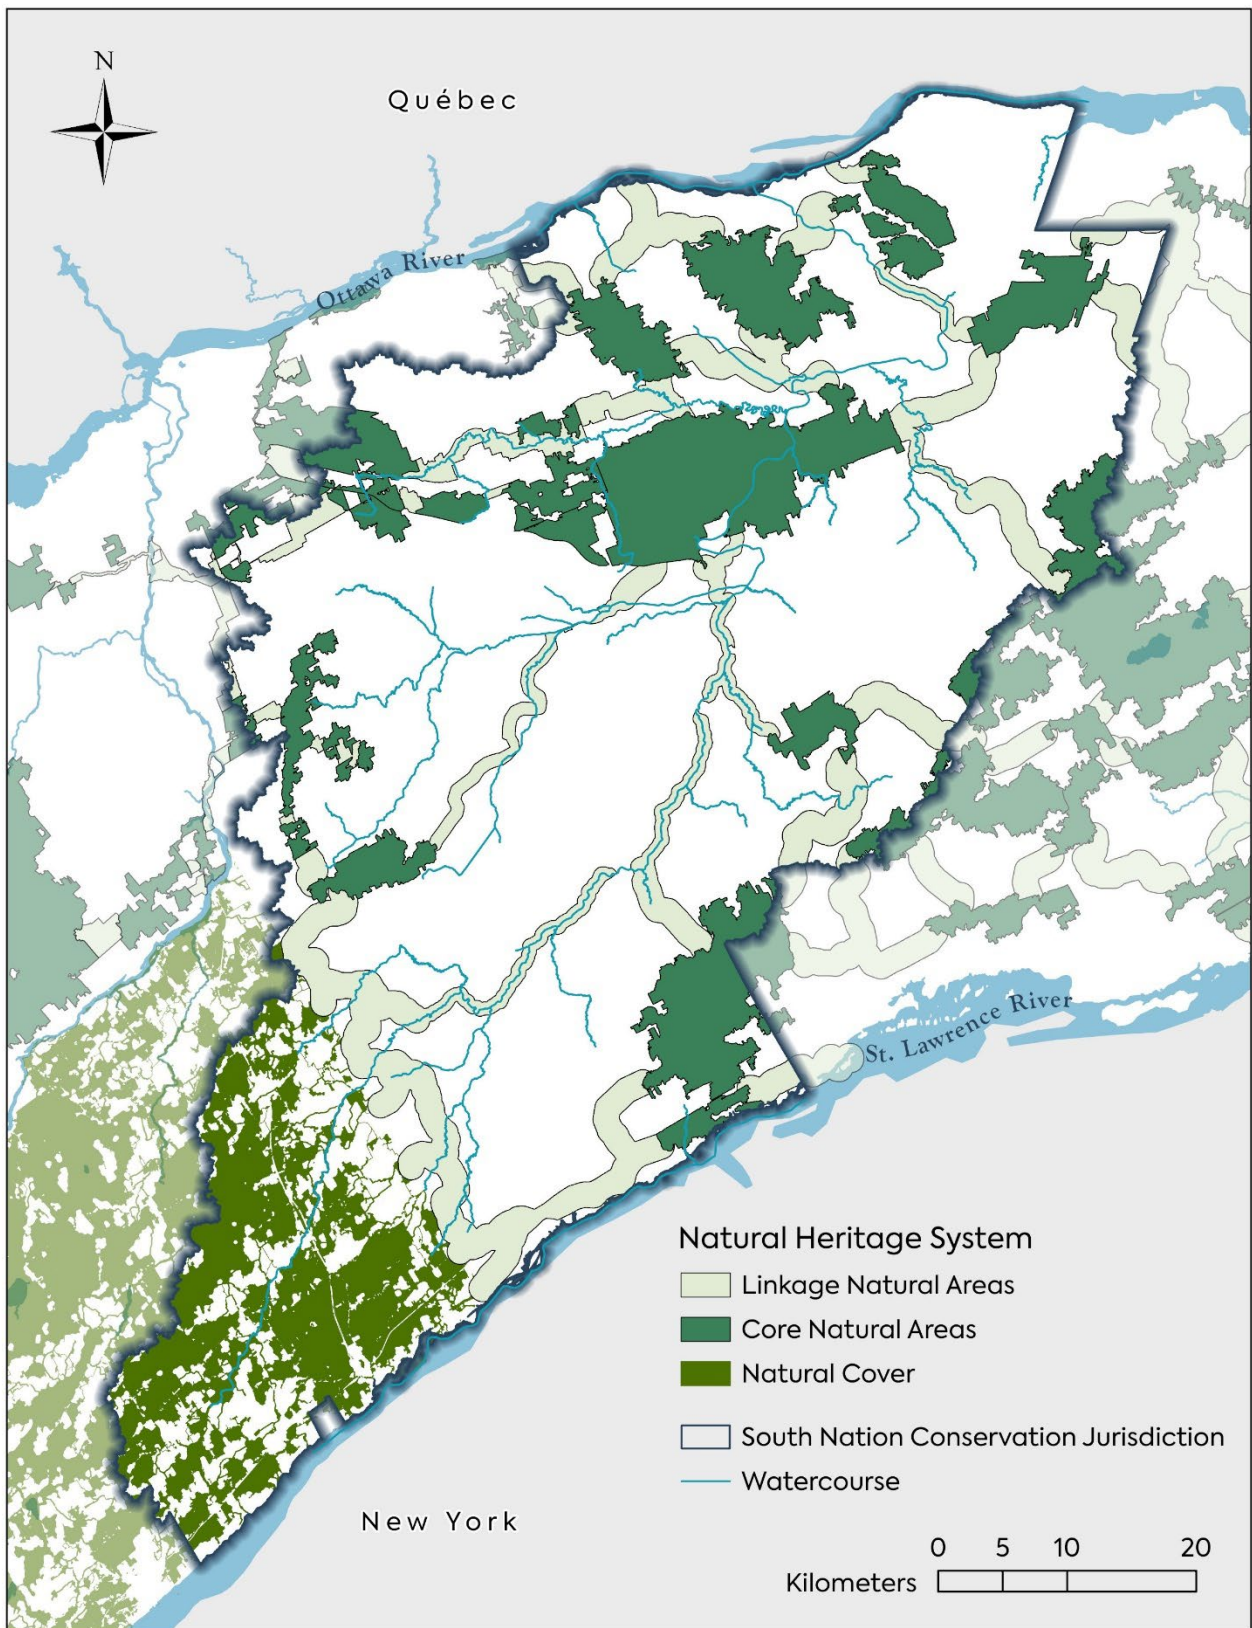 N
Québec
Ottawa River
St. Lawrence River
Natural Heritage System
Linkage Natural Areas
Core Natural Areas
Natural Cover
South Nation Conservation Jurisdiction
Watercourse
New York
0 5 10 20
Kilometers